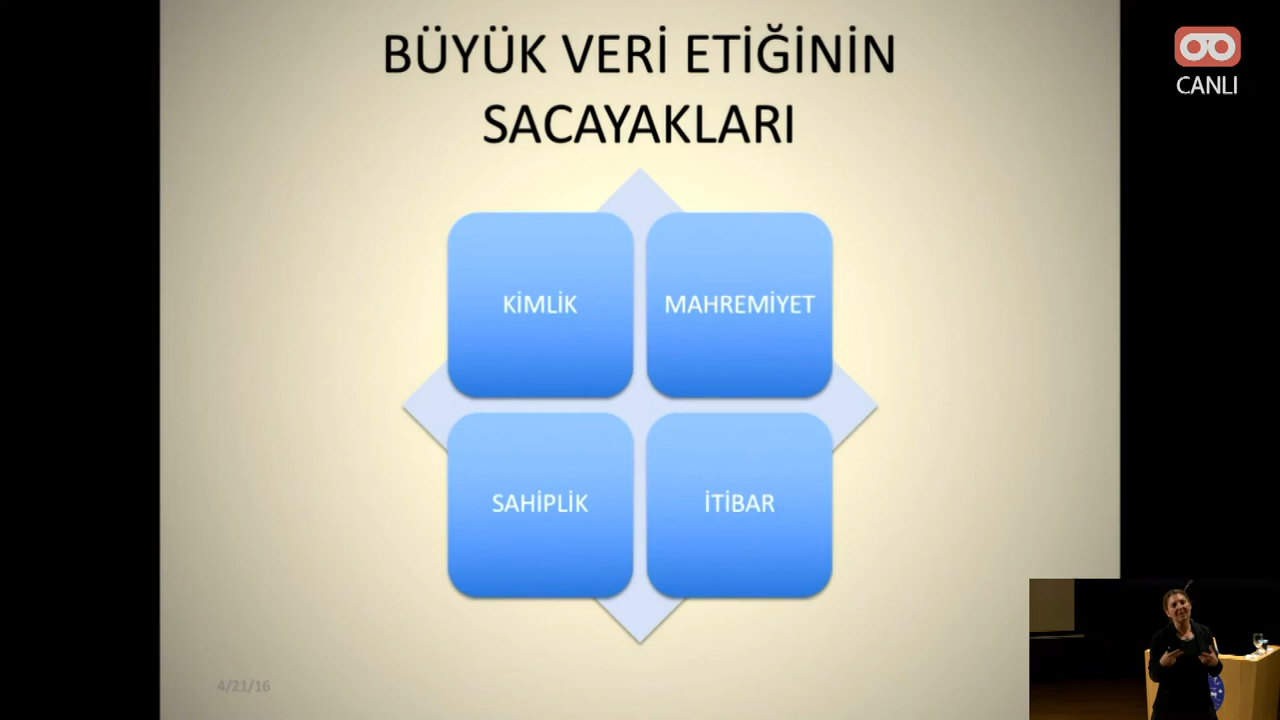 BÜYÜK VERİ ETİĞİNİN
SACAYAKLARI
CANLI
KİMLİK
MAHREMİYET
SAHİPLİK
İTİBAR
4/21/16